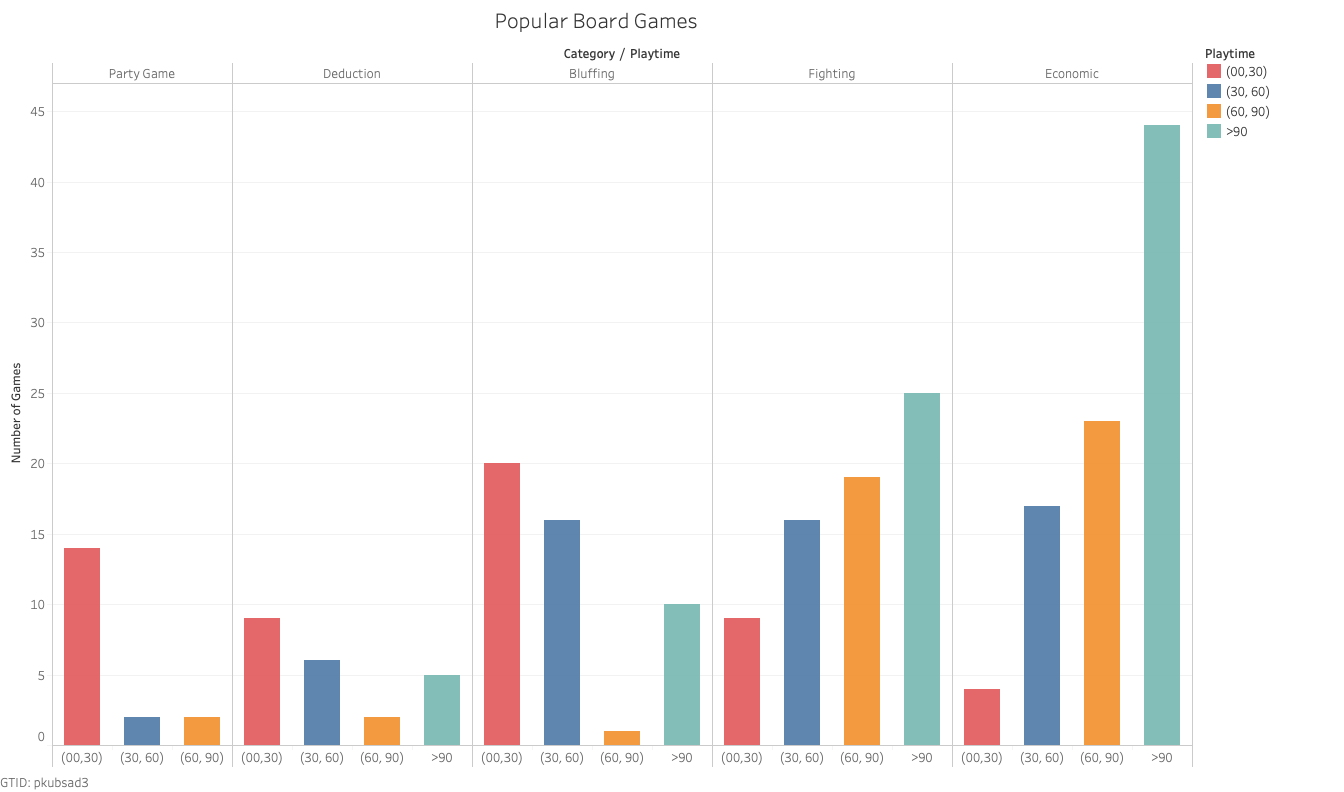 Popular Board Games
Category / Playtime
Party Game Deduction Bluffing Fighting Economic
Playtime
(00,30)
(30, 60)
(60, 90)
>90
45
40
35
30
25
20
15
10
5
0
Number of Games
(00,30) (30, 60) (60, 90) (00,30) (30, 60) (60, 90) >90 (00,30) (30, 60) (60, 90) >90 (00,30) (30, 60) (60, 90) >90 (00,30) (30, 60) (60, 90) >90
GTID: pkubsad3